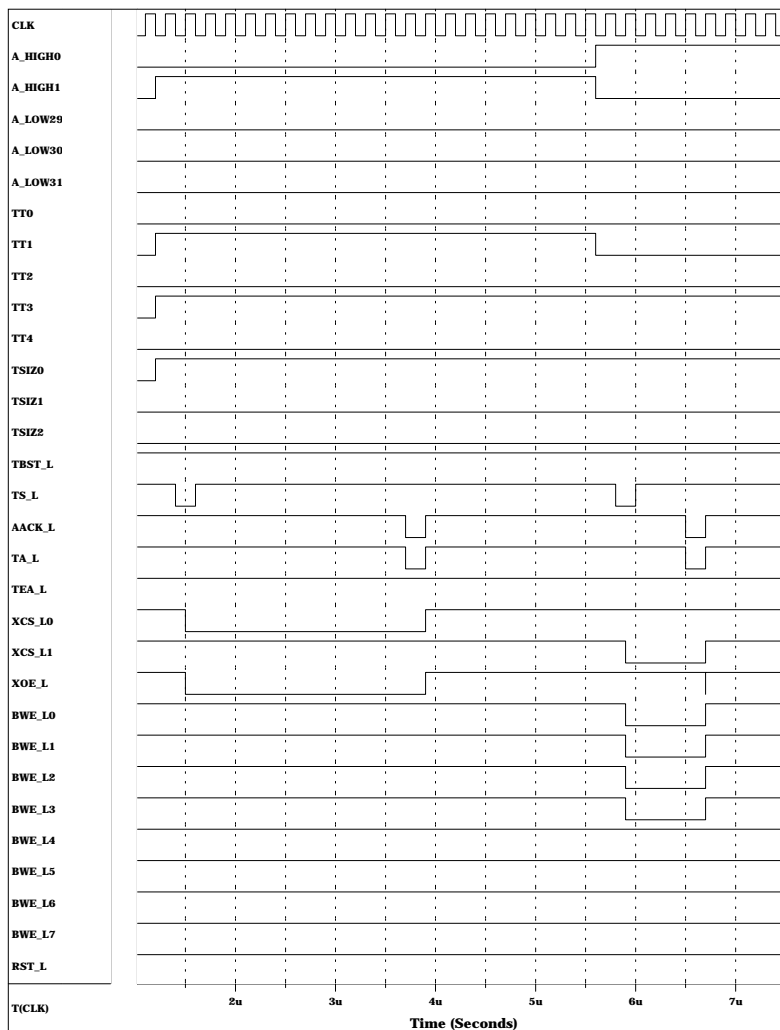 CLK
A_HIGH0
A_HIGH1
A_LOW29
A_LOW30
A_LOW31
TT0
TT1
TT2
TT3
TT4
TSIZ0
TSIZ1
TSIZ2
TBST_L
TS_L
AACK_L
TA_L
TEA_L
XCS_L0
XCS_L1
XOE_L
BWE_L0
BWE_L1
BWE_L2
BWE_L3
BWE_L4
BWE_L5
BWE_L6
BWE_L7
RST_L
T(CLK) 2u 3u 4u 5u 6u 7u
Time (Seconds)